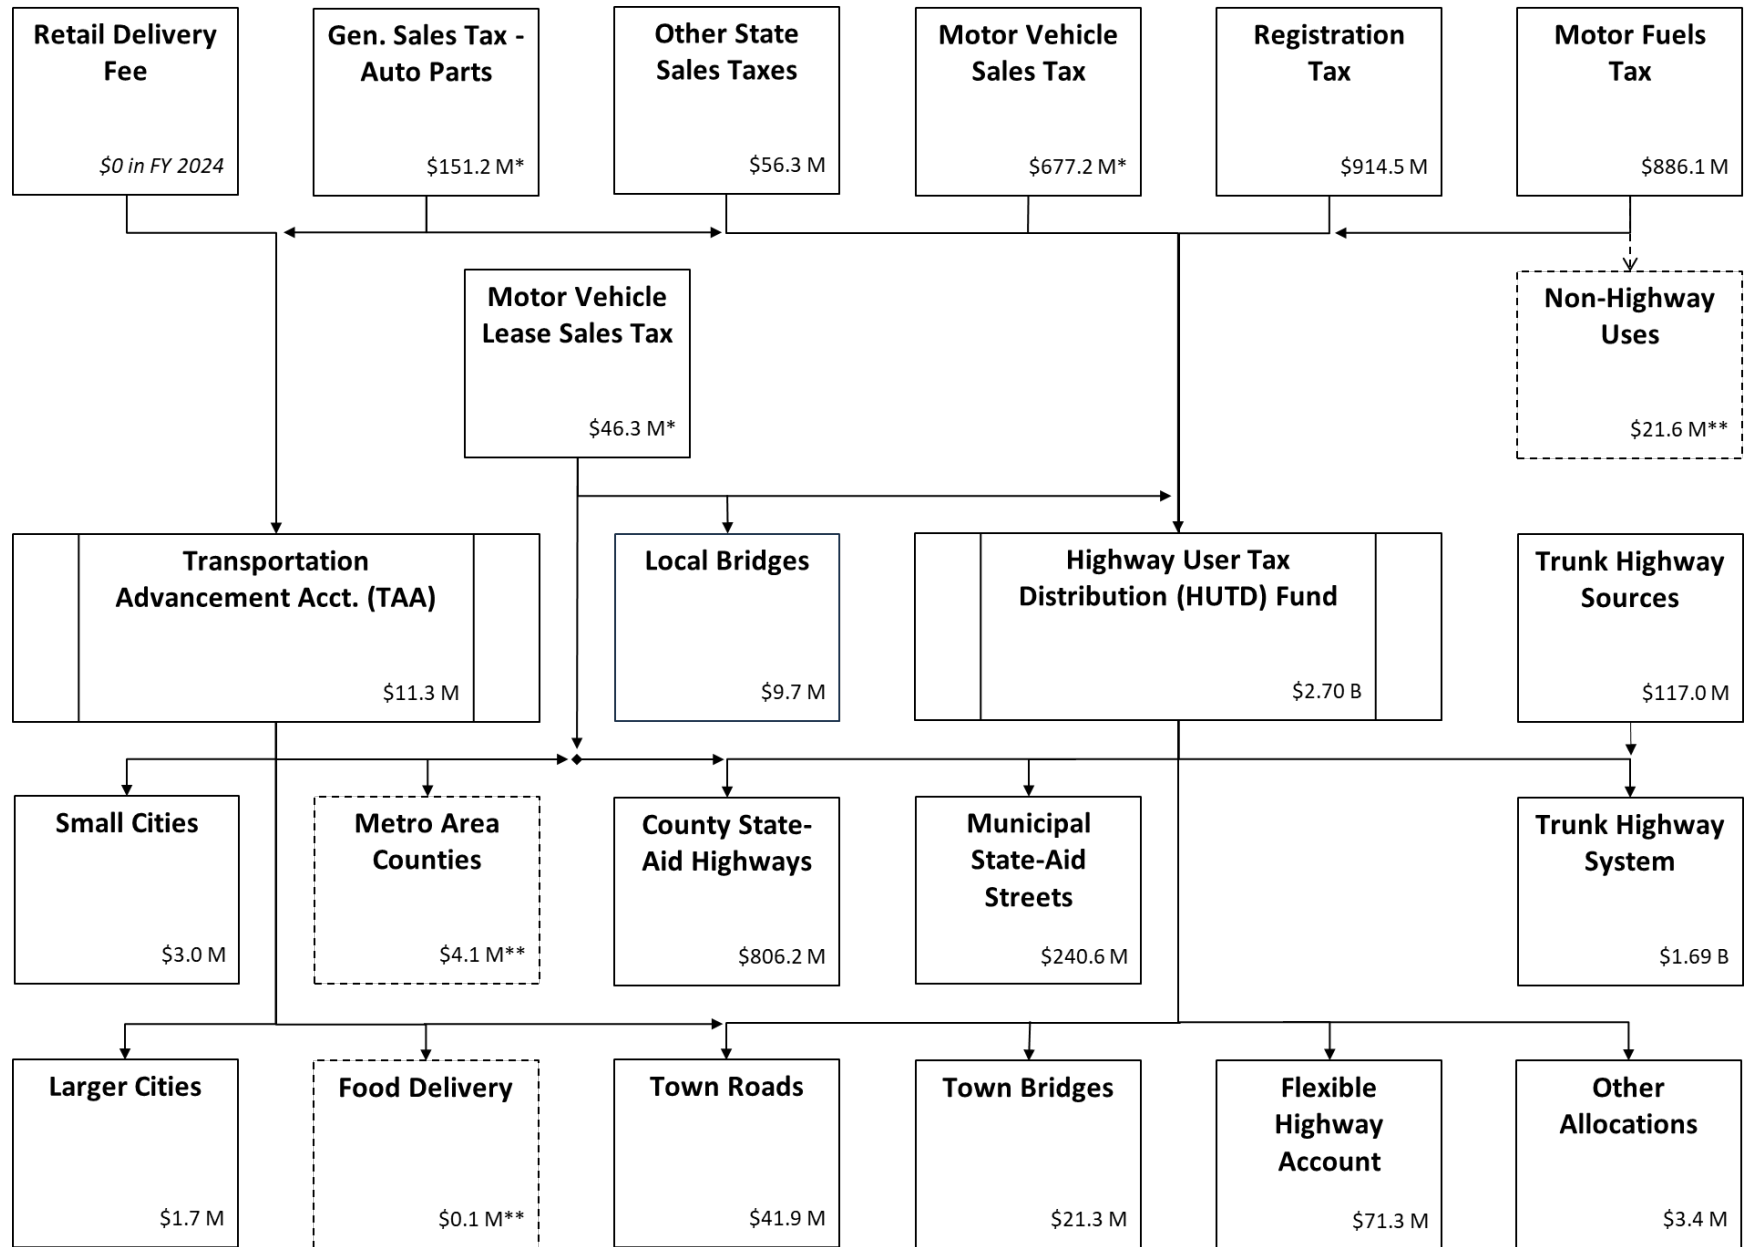 Retail Delivery
Fee
$0 in FY 2024
Gen. Sales Tax -
Auto Parts
$151.2 M*
Other State
Sales Taxes
$56.3 M
Motor Vehicle
Sales Tax
$677.2 M*
Registration
Tax
$914.5 M
Motor Fuels
Tax
$886.1 M
Motor Vehicle
Lease Sales Tax
$46.3 M*
Non-Highway
Uses
$21.6 M**
Transportation
Advancement Acct. (TAA)
$11.3 M
Local Bridges
$9.7 M
Highway User Tax
Distribution (HUTD) Fund
$2.70 B
Trunk Highway
Sources
$117.0 M
Small Cities
$3.0 M
Metro Area
Counties
$4.1 M**
County State-
Aid Highways
$806.2 M
Municipal
State-Aid
Streets
$240.6 M
Trunk Highway
System
$1.69 B
Larger Cities
$1.7 M
Food Delivery
$0.1 M**
Town Roads
$41.9 M
Town Bridges
$21.3 M
Flexible
Highway
Account
$71.3 M
Other
Allocations
$3.4 M